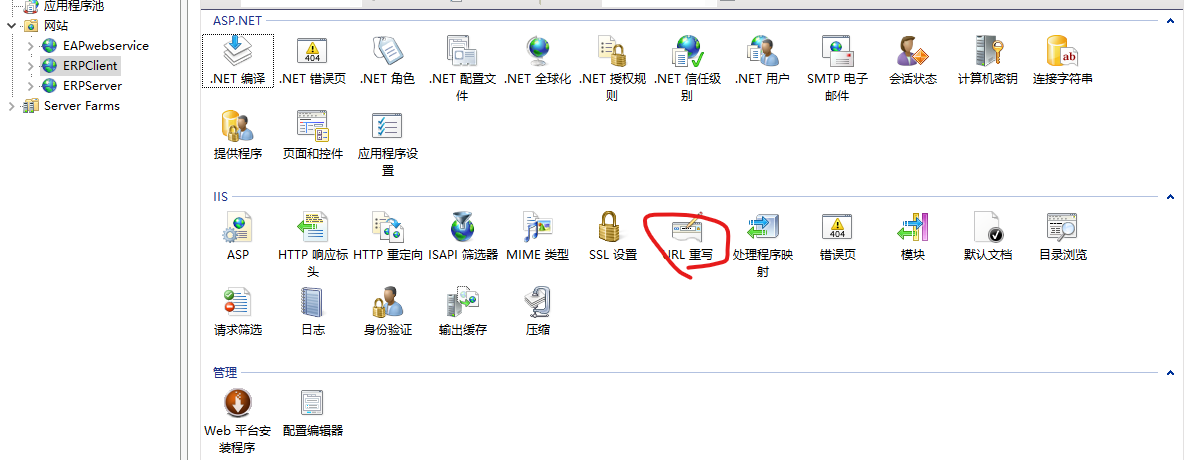 应用程序池
网站
EAPwebservice
ERPClient
ERPServer
Server Farms
ASP.NET
.NET 编译
.NET 错误页
.NET 角色
.NET 配置文
件
.NET 全球化
.NET 授权规
则
.NET 信任级
别
.NET 用户
SMTP 电子
邮件
会话状态
计算机密钥
连接字符串
提供程序
页面和控件
应用程序设
置
IIS
ASP
HTTP 响应标
头
HTTP 重定向
ISAPI 筛选器
MIME 类型
SSL 设置
URL 重写
处理程序映
射
错误页
模块
默认文档
目录浏览
请求筛选
日志
身份验证
输出缓存
压缩
管理
Web 平台安
装程序
配置编辑器
404
404
ab